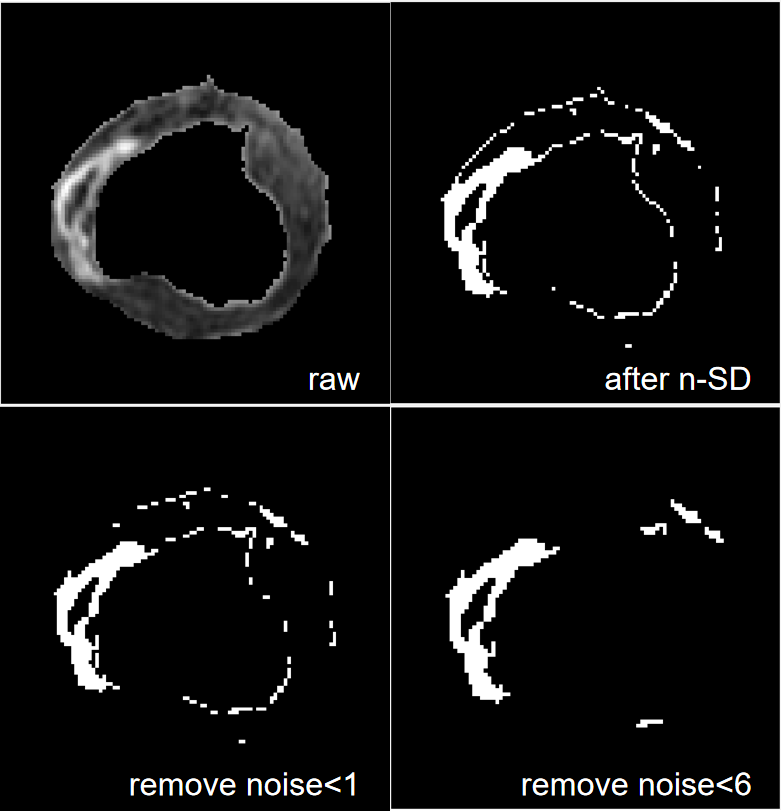 raw
after n-SD
remove noise<1
remove noise<6